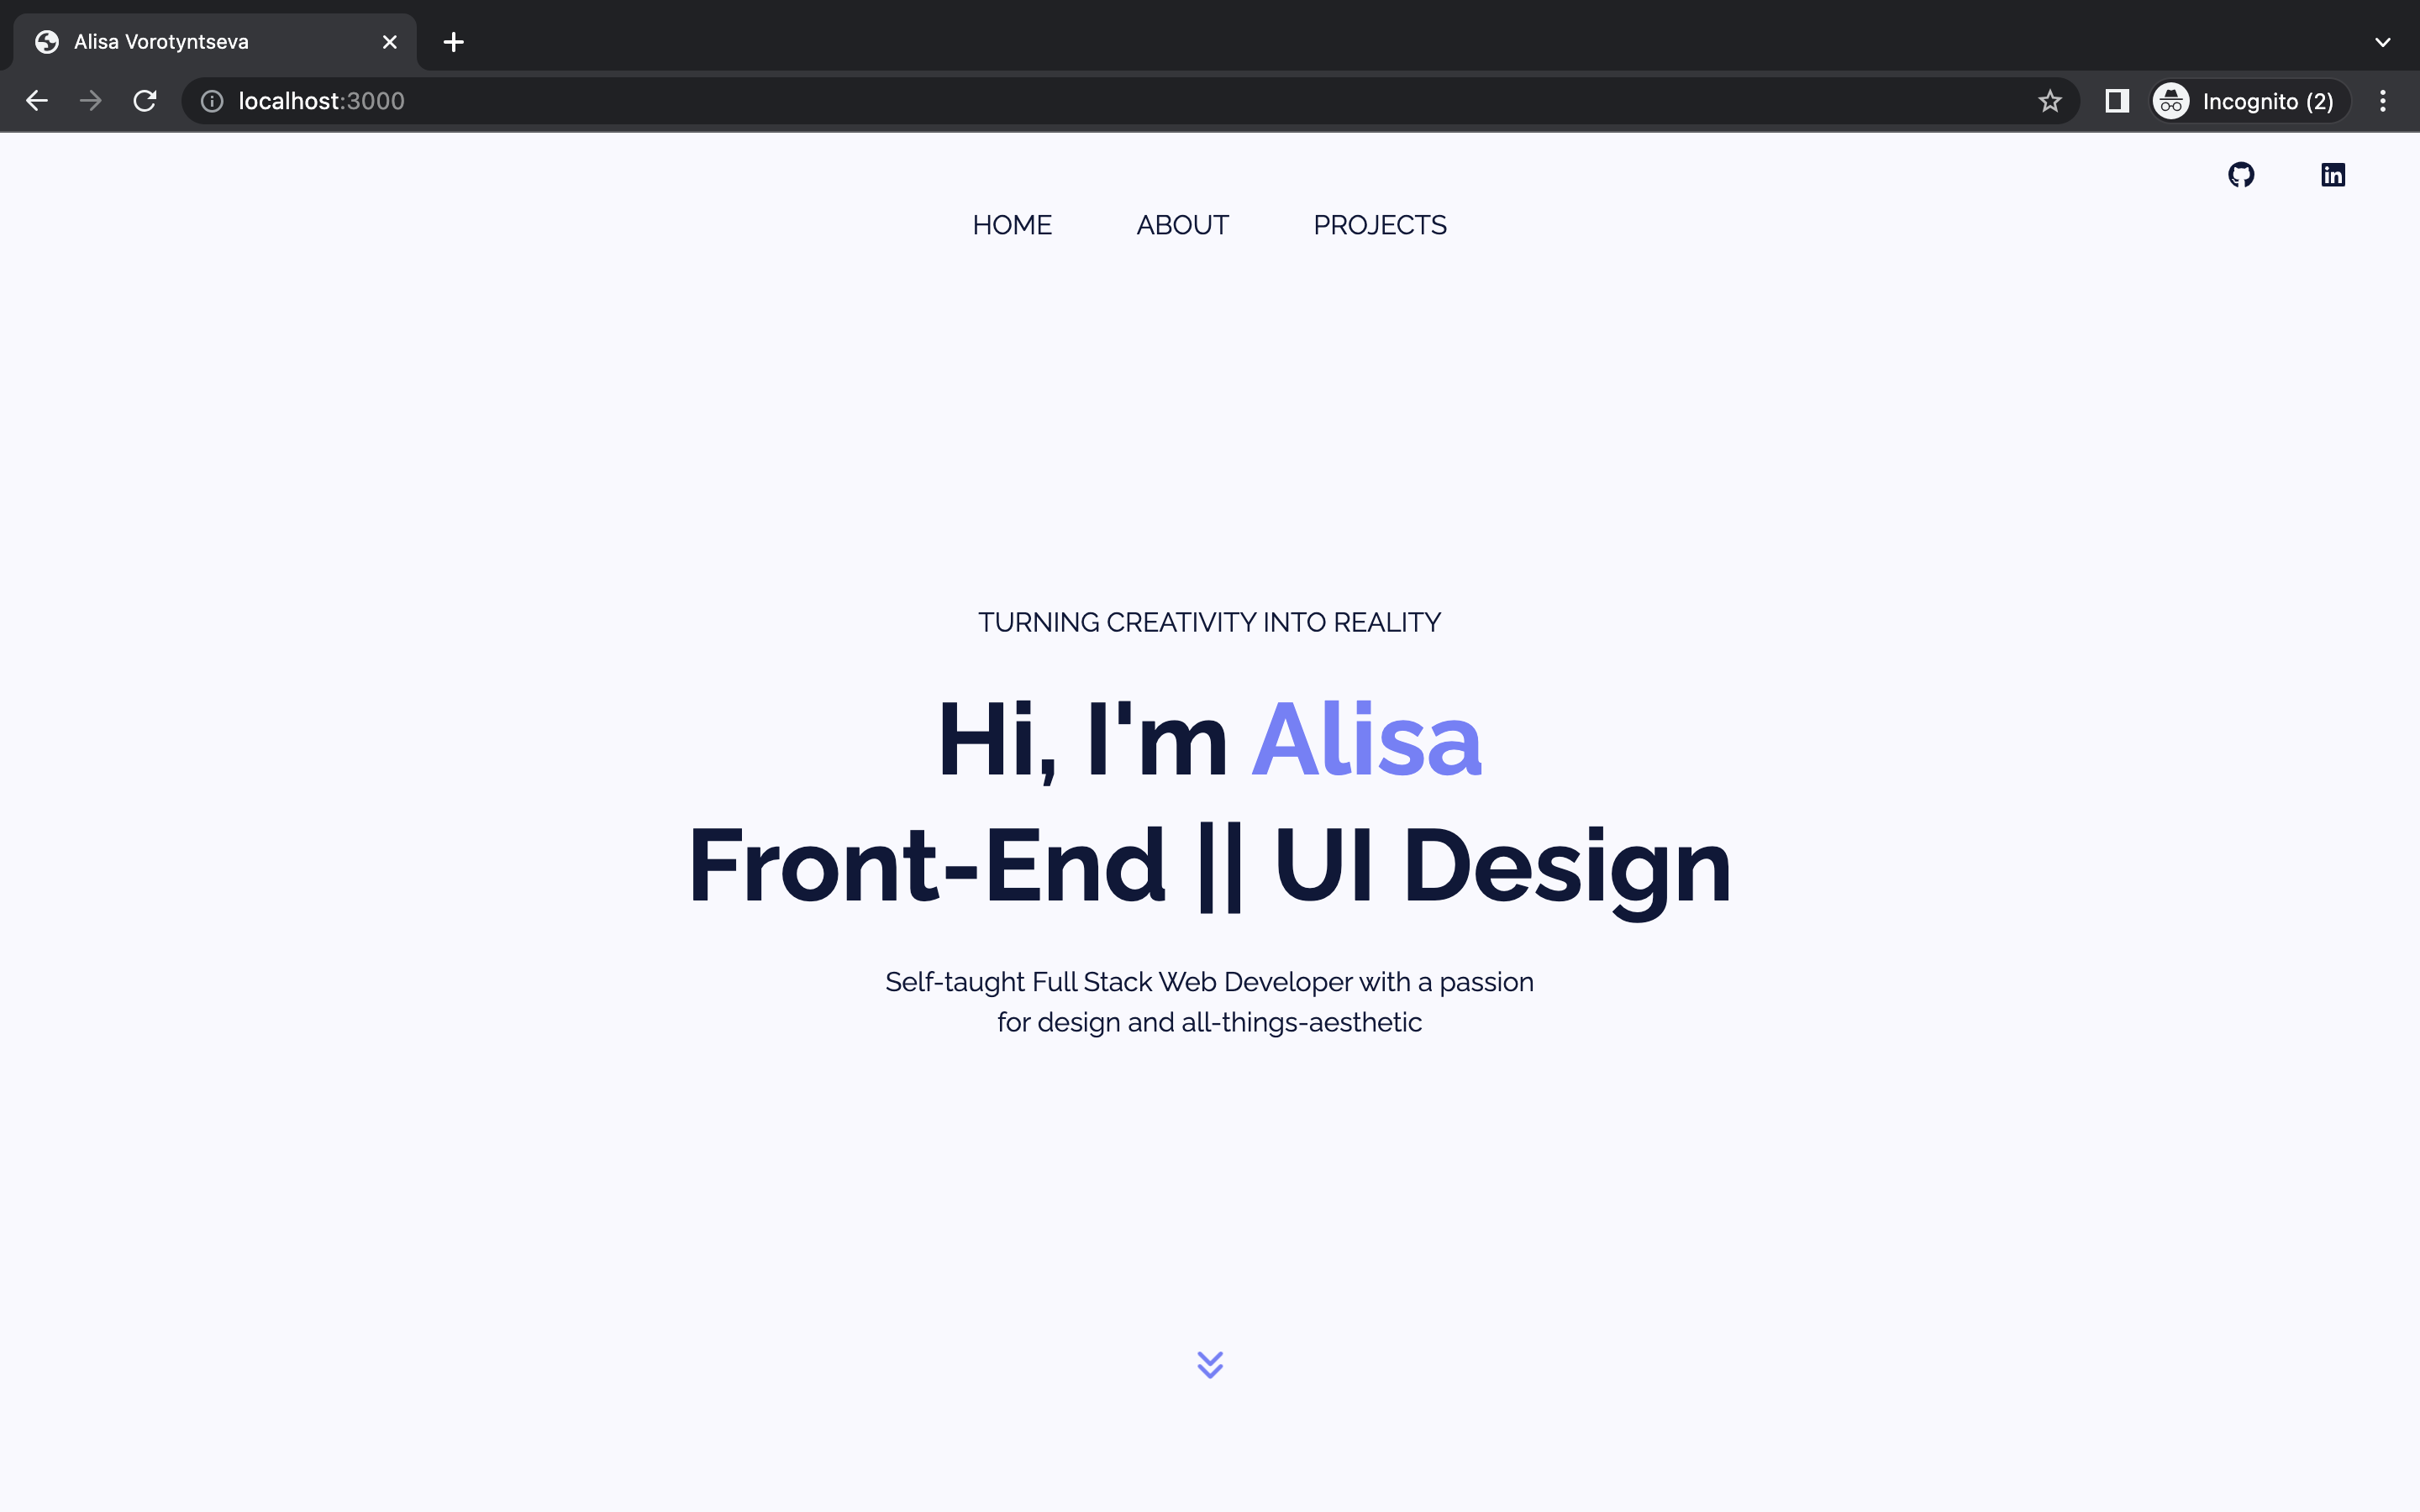 Alisa Vorotyntseva
localhost:3000
Incognito (2)
in
HOME ABOUT PROJECTS
TURNING CREATIVITY INTO REALITY
Hi, I'm Alisa
Front-End || UI Design
Self-taught Full Stack Web Developer with a passion
for design and all-things-aesthetic